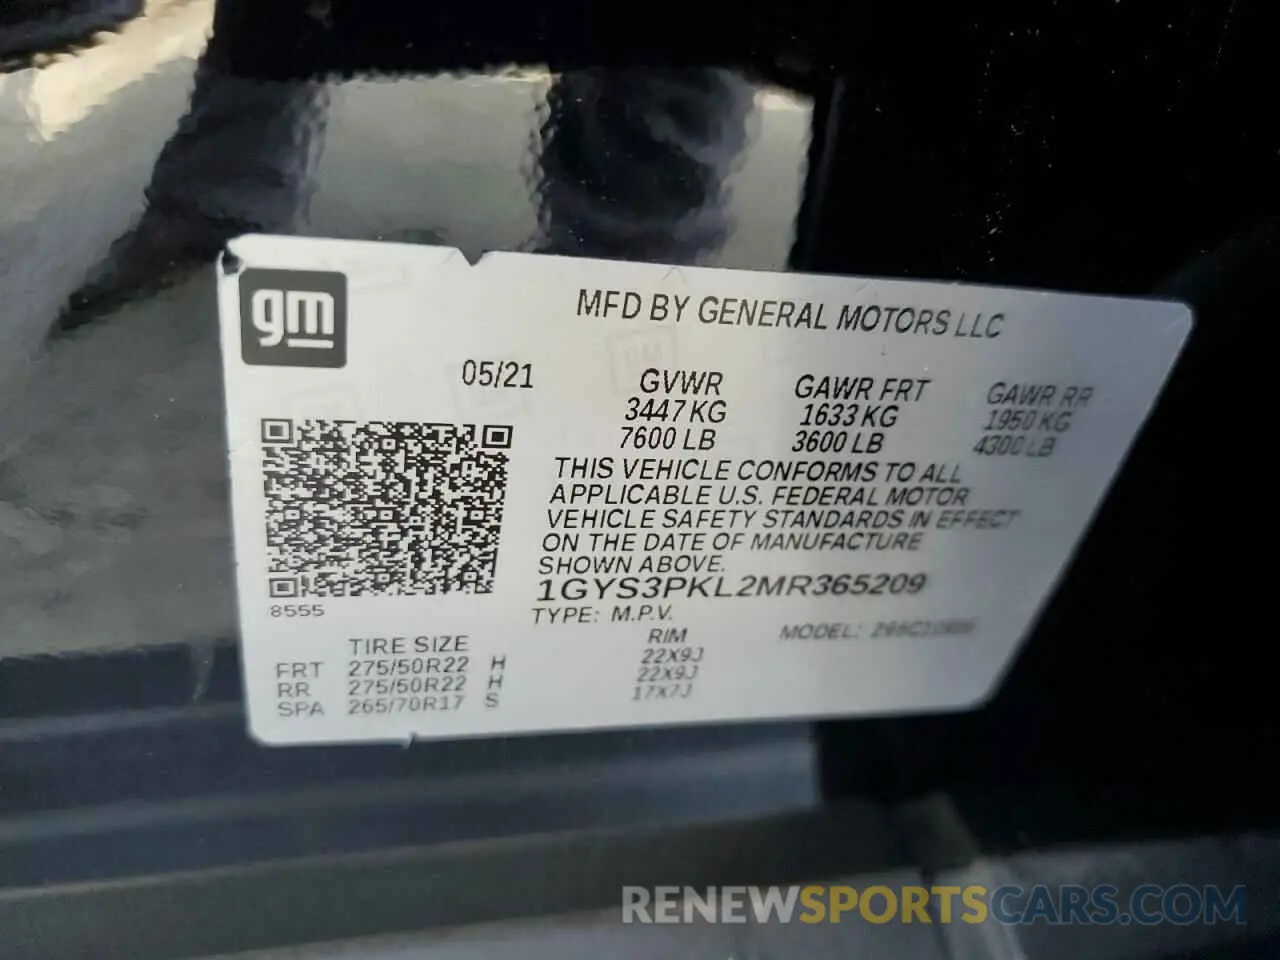 gm
MFD BY GENERAL MOTORS LLC
05/21
GVWR GAWR FRT GAWR RR
3447 KG 1633 KG 1950 KG
7600 LB 3600 LB 4300 LB
THIS VEHICLE CONFORMS TO ALL
APPLICABLE U.S. FEDERAL MOTOR
VEHICLE SAFETY STANDARDS IN EFFECT
ON THE DATE OF MANUFACTURE
SHOWN ABOVE.
1GYS3PKL2MR365209
8555
TYPE: M.P.V. MODEL:
TIRE SIZE RIM
FRT 275/50R22 H 22X9J
RR 275/50R22 H 22X9J
SPA 265/70R17 S 17X7J
RENEWSPORTSCARS.COM